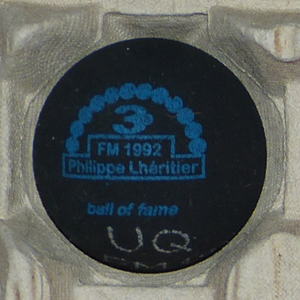 3
FM 1992
Philippe Lhéritier
ball of fame
UQ